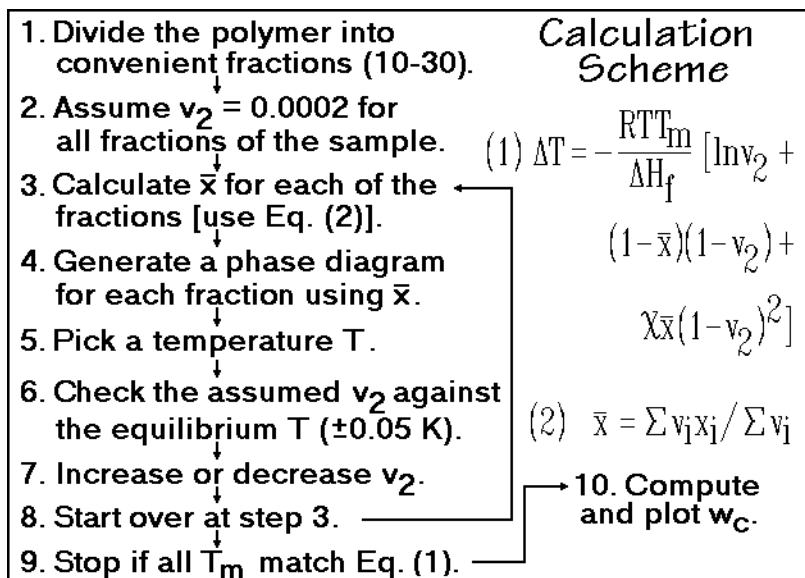 1. Divide the polymer into
convenient fractions (10-30).
2. Assume v₂ = 0.0002 for
all fractions of the sample.
3. Calculate x̄ for each of the
fractions [use Eq. (2)].
4. Generate a phase diagram
for each fraction using x̄.
5. Pick a temperature T.
6. Check the assumed v₂ against
the equilibrium T (±0.05 K).
7. Increase or decrease v₂.
8. Start over at step 3.
9. Stop if all Tₘ match Eq. (1).
Calculation
Scheme
(1) ΔT = - RTTₘ/ΔH_f [lnv₂ +
(1-x̄)(1-v₂) +
χx̄(1-v₂)²]
(2) x̄ = Σvᵢxᵢ/Σvᵢ
10. Compute
and plot w_c.